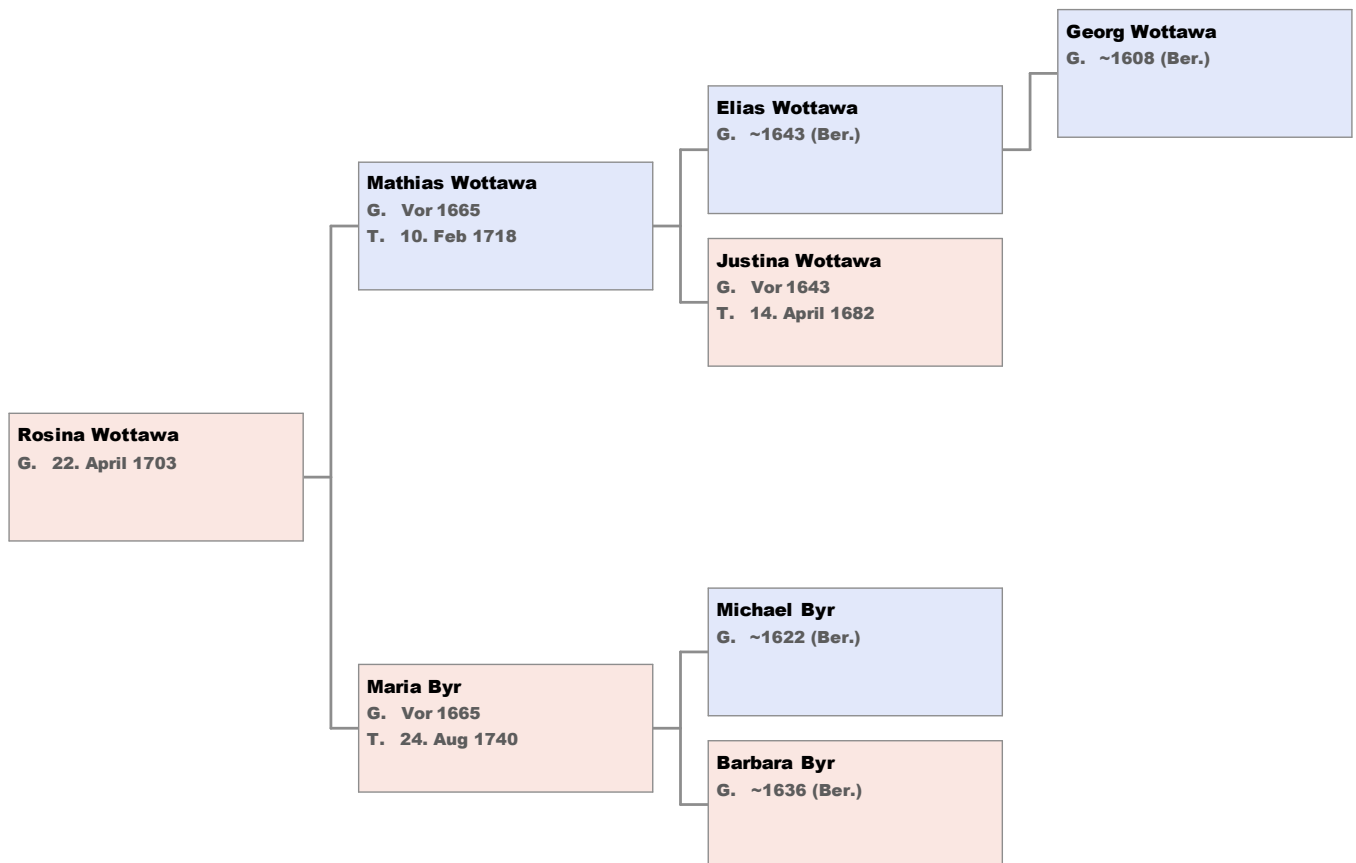 Georg Wottawa
G. ~1608 (Ber.)
Elias Wottawa
G. ~1643 (Ber.)
Mathias Wottawa
G. Vor 1665
T. 10. Feb 1718
Justina Wottawa
G. Vor 1643
T. 14. April 1682
Rosina Wottawa
G. 22. April 1703
Michael Byr
G. ~1622 (Ber.)
Maria Byr
G. Vor 1665
T. 24. Aug 1740
Barbara Byr
G. ~1636 (Ber.)